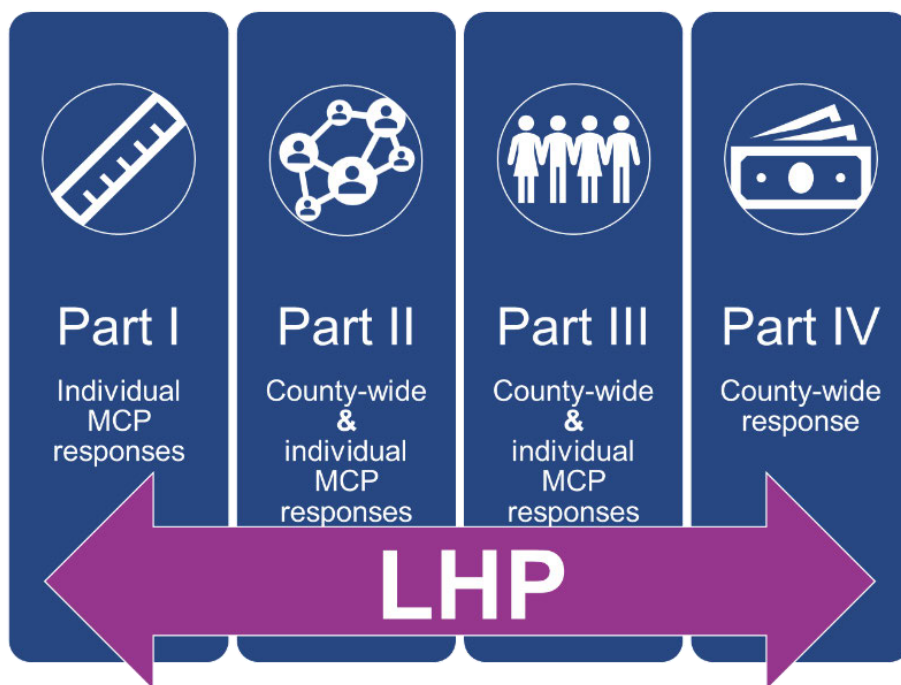 Part I
Individual
MCP
responses
Part II
County-wide
&
individual
MCP
responses
Part III
County-wide
&
individual
MCP
responses
Part IV
County-wide
response
LHP